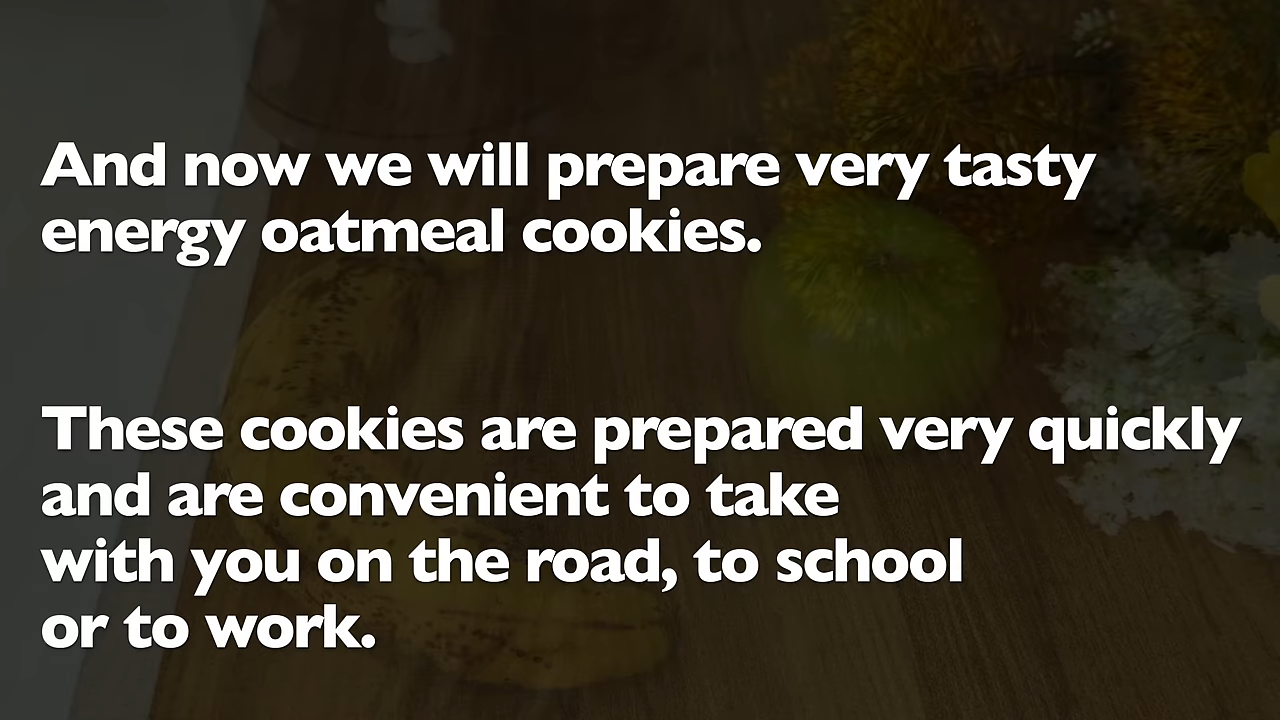 And now we will prepare very tasty
energy oatmeal cookies.
These cookies are prepared very quickly
and are convenient to take
with you on the road, to school
or to work.